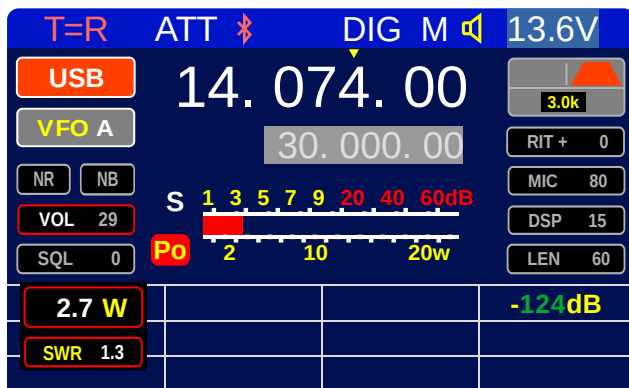 T=R ATT DIG M 13.6V
USB 14. 074. 00 3.0k
VFO A 30. 000. 00 RIT + 0
NR NB MIC 80
S 1 3 5 7 9 20 40 60dB
VOL 29 DSP 15
SQL 0 Po 2 10 20w LEN 60
2.7 W -124dB
SWR 1.3